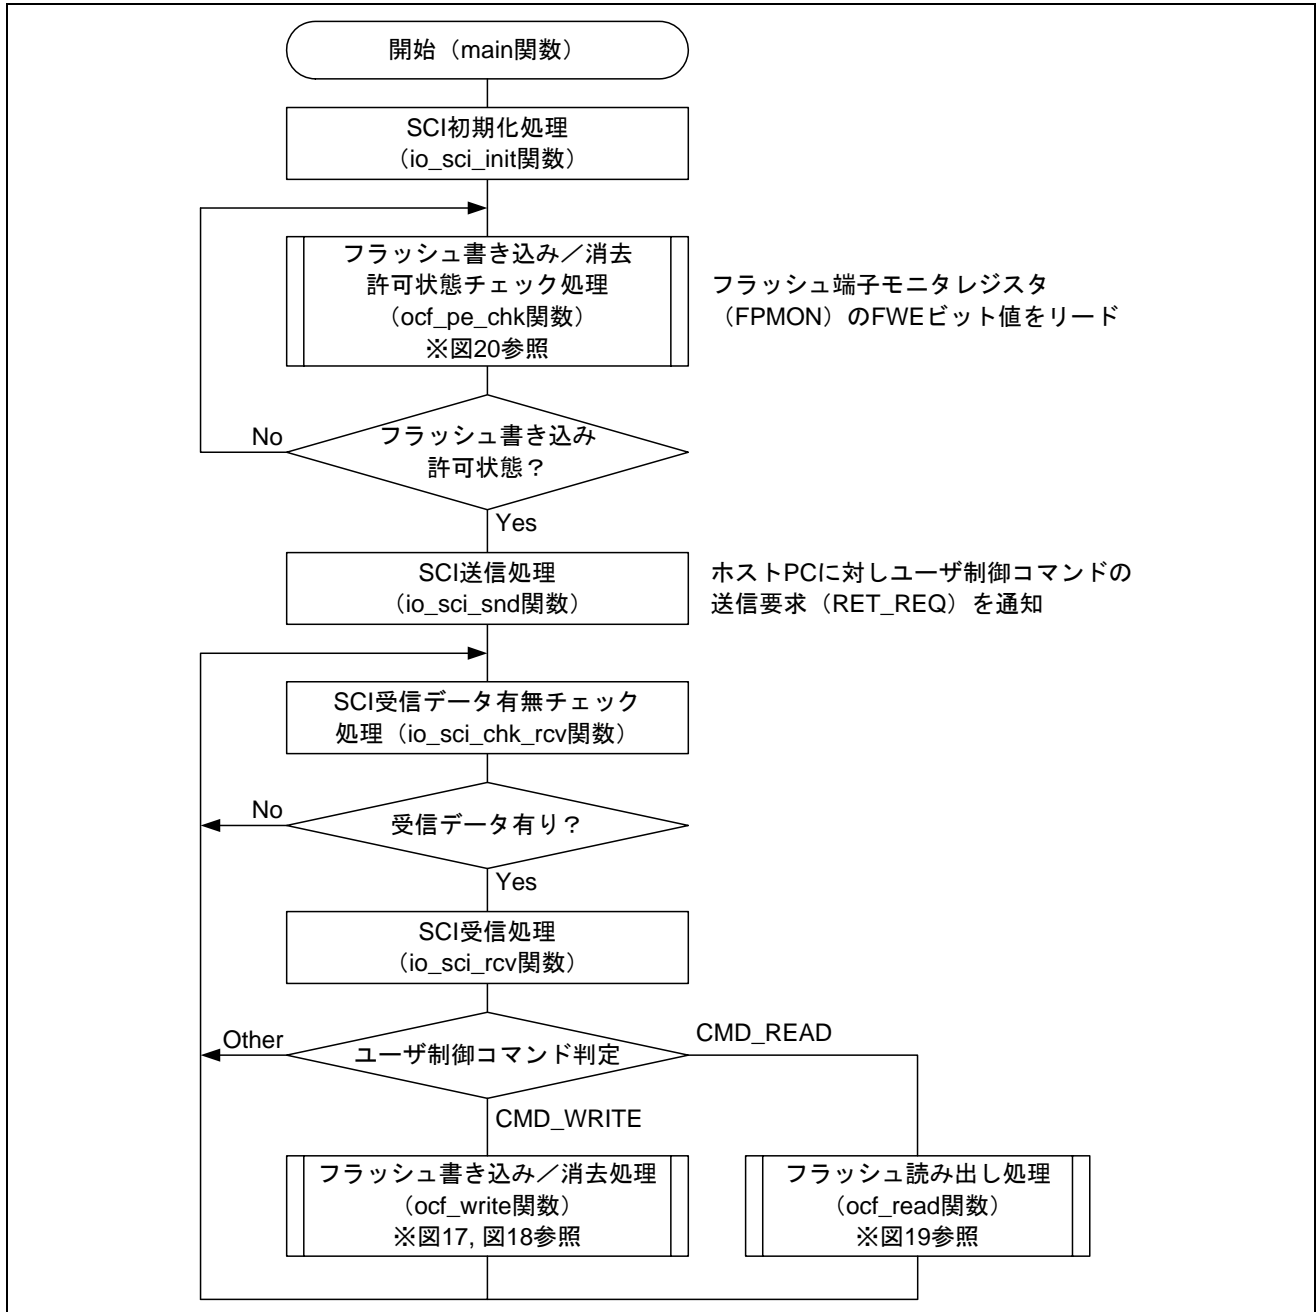 開始（main関数）
SCI初期化処理
（io_sci_init関数）
フラッシュ書き込み／消去
許可状態チェック処理
（ocf_pe_chk関数）
※図20参照
フラッシュ端子モニタレジスタ
（FPMON）のFWEビット値をリード
No
フラッシュ書き込み
許可状態？
Yes
SCI送信処理
（io_sci_snd関数）
ホストPCに対しユーザ制御コマンドの
送信要求（RET_REQ）を通知
SCI受信データ有無チェック
処理（io_sci_chk_rcv関数）
No
受信データ有り？
Yes
SCI受信処理
（io_sci_rcv関数）
Other
ユーザ制御コマンド判定
CMD_READ
CMD_WRITE
フラッシュ書き込み／消去処理
（ocf_write関数）
※図17, 図18参照
フラッシュ読み出し処理
（ocf_read関数）
※図19参照